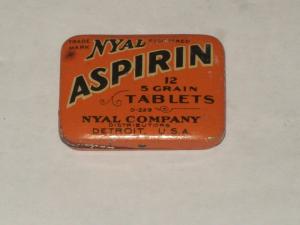 TRADE NYAL REGISTERED
MARK
ASPIRIN
12
5 GRAIN
TABLETS
NYAL COMPANY
DISTRIBUTORS
DETROIT, U.S.A.